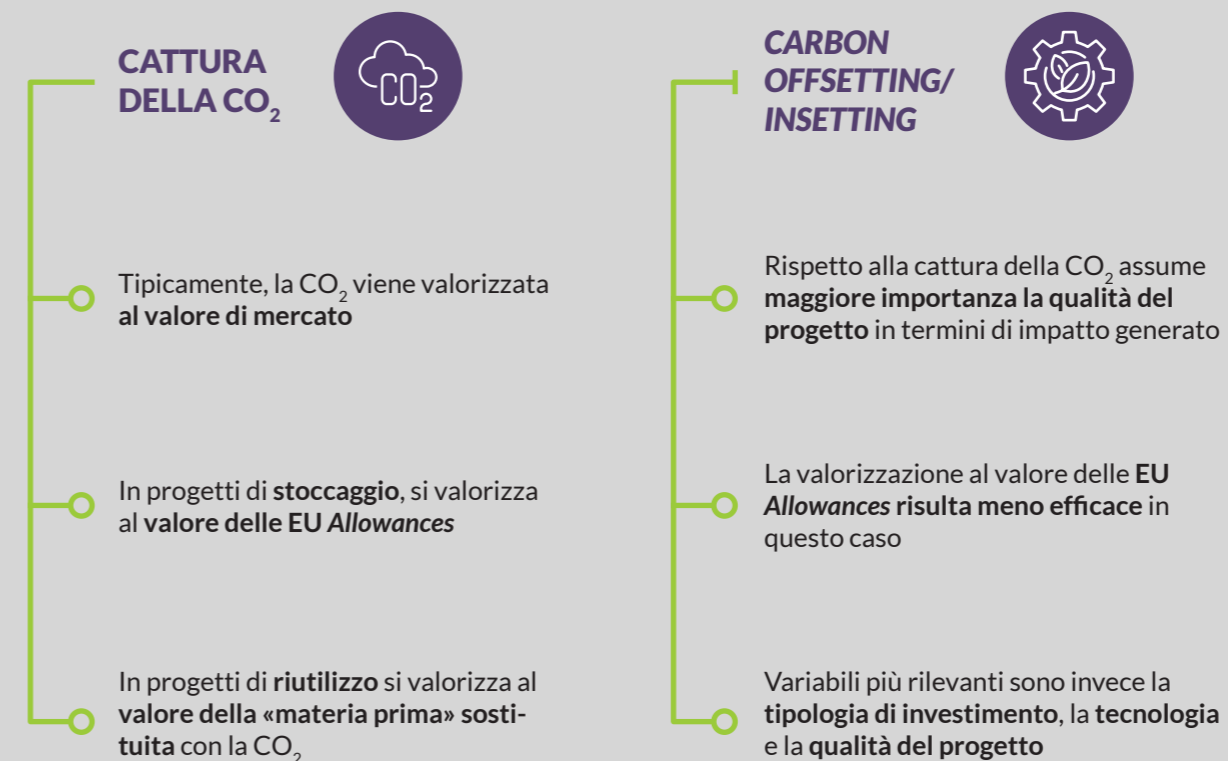 CATTURA
DELLA CO₂
CO₂
Tipicamente, la CO₂ viene valorizzata
al valore di mercato
In progetti di stoccaggio, si valorizza
al valore delle EU Allowances
In progetti di riutilizzo si valorizza al
valore della «materia prima» sosti-
tuita con la CO₂
CARBON
OFFSETTING/
INSETTING
Rispetto alla cattura della CO₂ assume
maggiore importanza la qualità del
progetto in termini di impatto generato
La valorizzazione al valore delle EU
Allowances risulta meno efficace in
questo caso
Variabili più rilevanti sono invece la
tipologia di investimento, la tecnologia
e la qualità del progetto